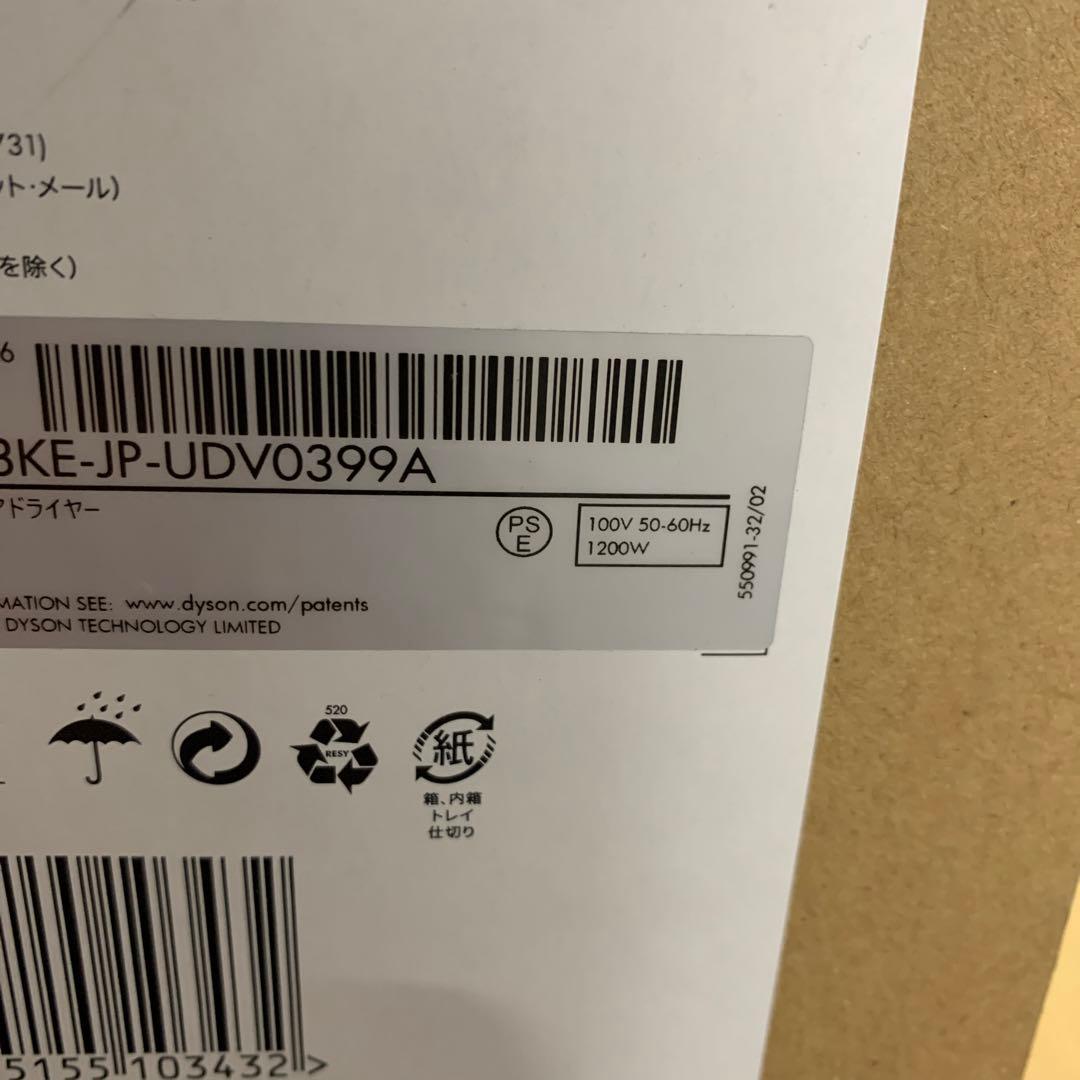 731)
ット・メール)
を除く)
6
BKE-JP-UDV0399A
アドライヤー
PS
E
100V 50-60Hz
1200W
550991-32/02
MATION SEE: www.dyson.com/patents
DYSON TECHNOLOGY LIMITED
520
RESY
紙
箱、内箱
トレイ
仕切り
5155 103432 >